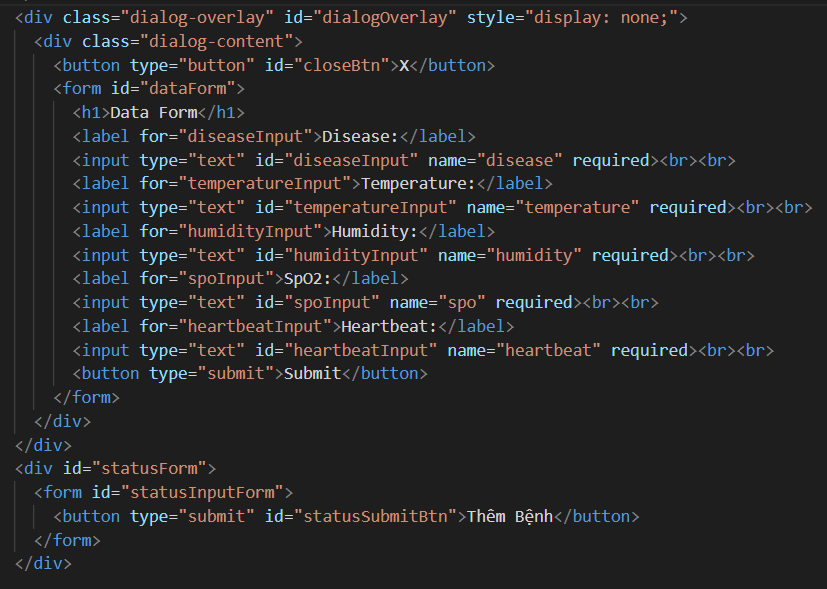 <div class="dialog-overlay" id="dialogOverlay" style="display: none;">
<div class="dialog-content">
<button type="button" id="closeBtn">X</button>
<form id="dataForm">
<h1>Data Form</h1>
<label for="diseaseInput">Disease:</label>
<input type="text" id="diseaseInput" name="disease" required><br><br>
<label for="temperatureInput">Temperature:</label>
<input type="text" id="temperatureInput" name="temperature" required><br><br>
<label for="humidityInput">Humidity:</label>
<input type="text" id="humidityInput" name="humidity" required><br><br>
<label for="spoInput">SpO2:</label>
<input type="text" id="spoInput" name="spo" required><br><br>
<label for="heartbeatInput">Heartbeat:</label>
<input type="text" id="heartbeatInput" name="heartbeat" required><br><br>
<button type="submit">Submit</button>
</form>
</div>
</div>
<div id="statusForm">
<form id="statusInputForm">
<button type="submit" id="statusSubmitBtn">Thêm Bệnh</button>
</form>
</div>